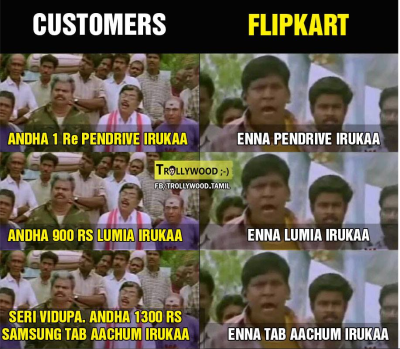 CUSTOMERS
FLIPKART
ANDHA 1 Re PENDRIVE IRUKAA
ENNA PENDRIVE IRUKAA
TROLLYWOOD ;-)
FB/TROLLYWOOD.TAMIL
ANDHA 900 RS LUMIA IRUKAA
ENNA LUMIA IRUKAA
SERI VIDUPA. ANDHA 1300 RS
SAMSUNG TAB AACHUM IRUKAA
ENNA TAB AACHUM IRUKAA